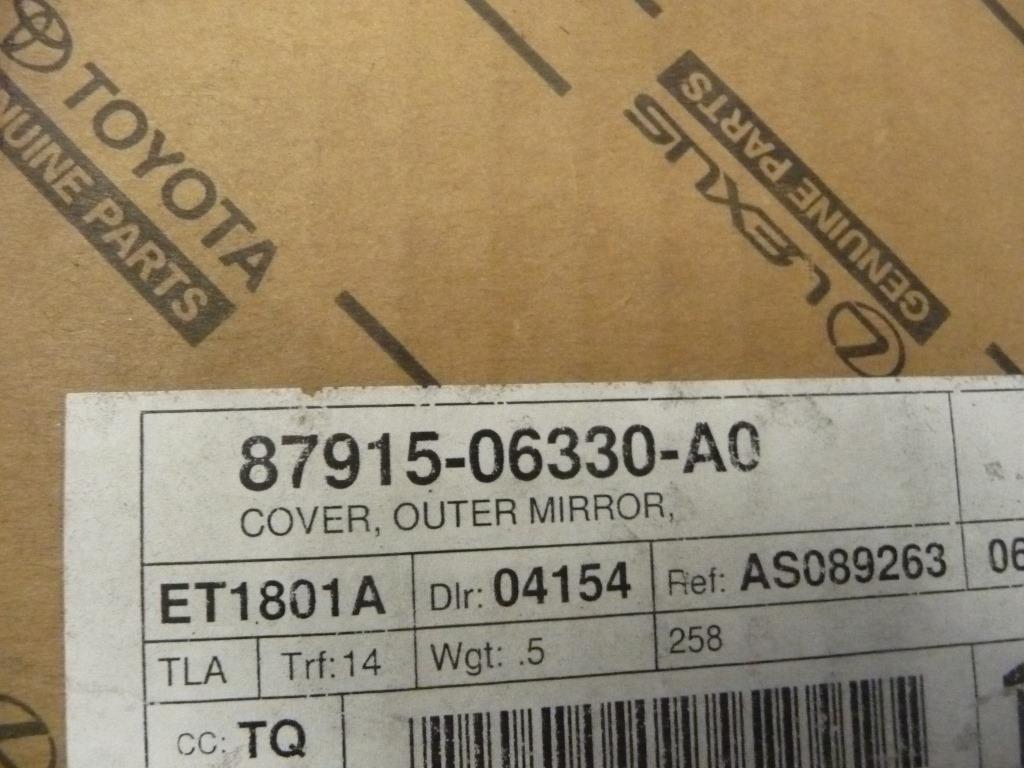 TOYOTA
NUINE PARTS
LEXUS
GENUINE PARTS
87915-06330-A0
COVER, OUTER MIRROR,
ET1801A Dlr: 04154 Ref: AS089263 06
TLA Trf: 14 Wgt: .5 258
CC: TQ